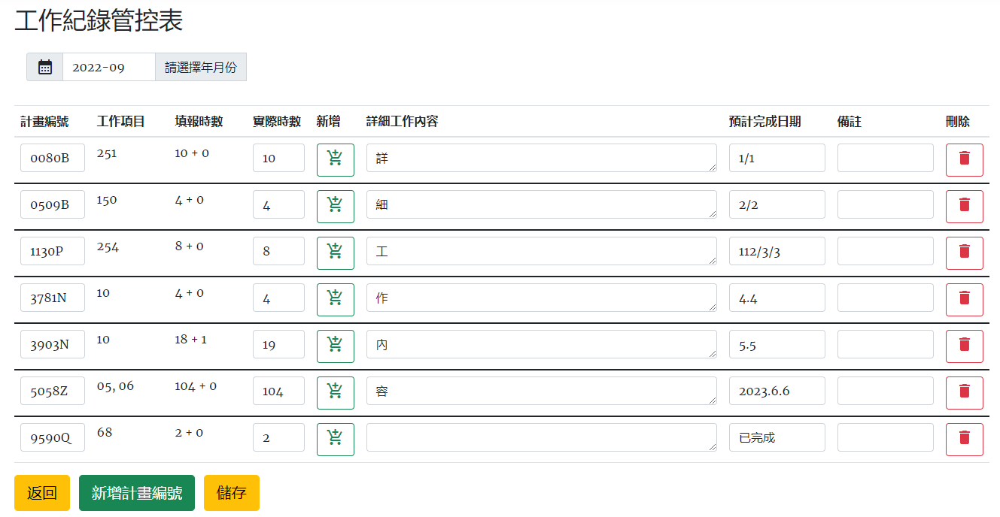 工作紀錄管控表
2022-09 請選擇年月份
計畫編號 工作項目 填報時數 實際時數 新增 詳細工作內容 預計完成日期 備註 刪除
0080B 251 10 + 0 10 詳 1/1
0509B 150 4 + 0 4 細 2/2
1130P 254 8 + 0 8 工 112/3/3
3781N 10 4 + 0 4 作 4.4
3903N 10 18 + 1 19 內 5.5
5058Z 05, 06 104 + 0 104 容 2023.6.6
9590Q 68 2 + 0 2 已完成
返回 新增計畫編號 儲存